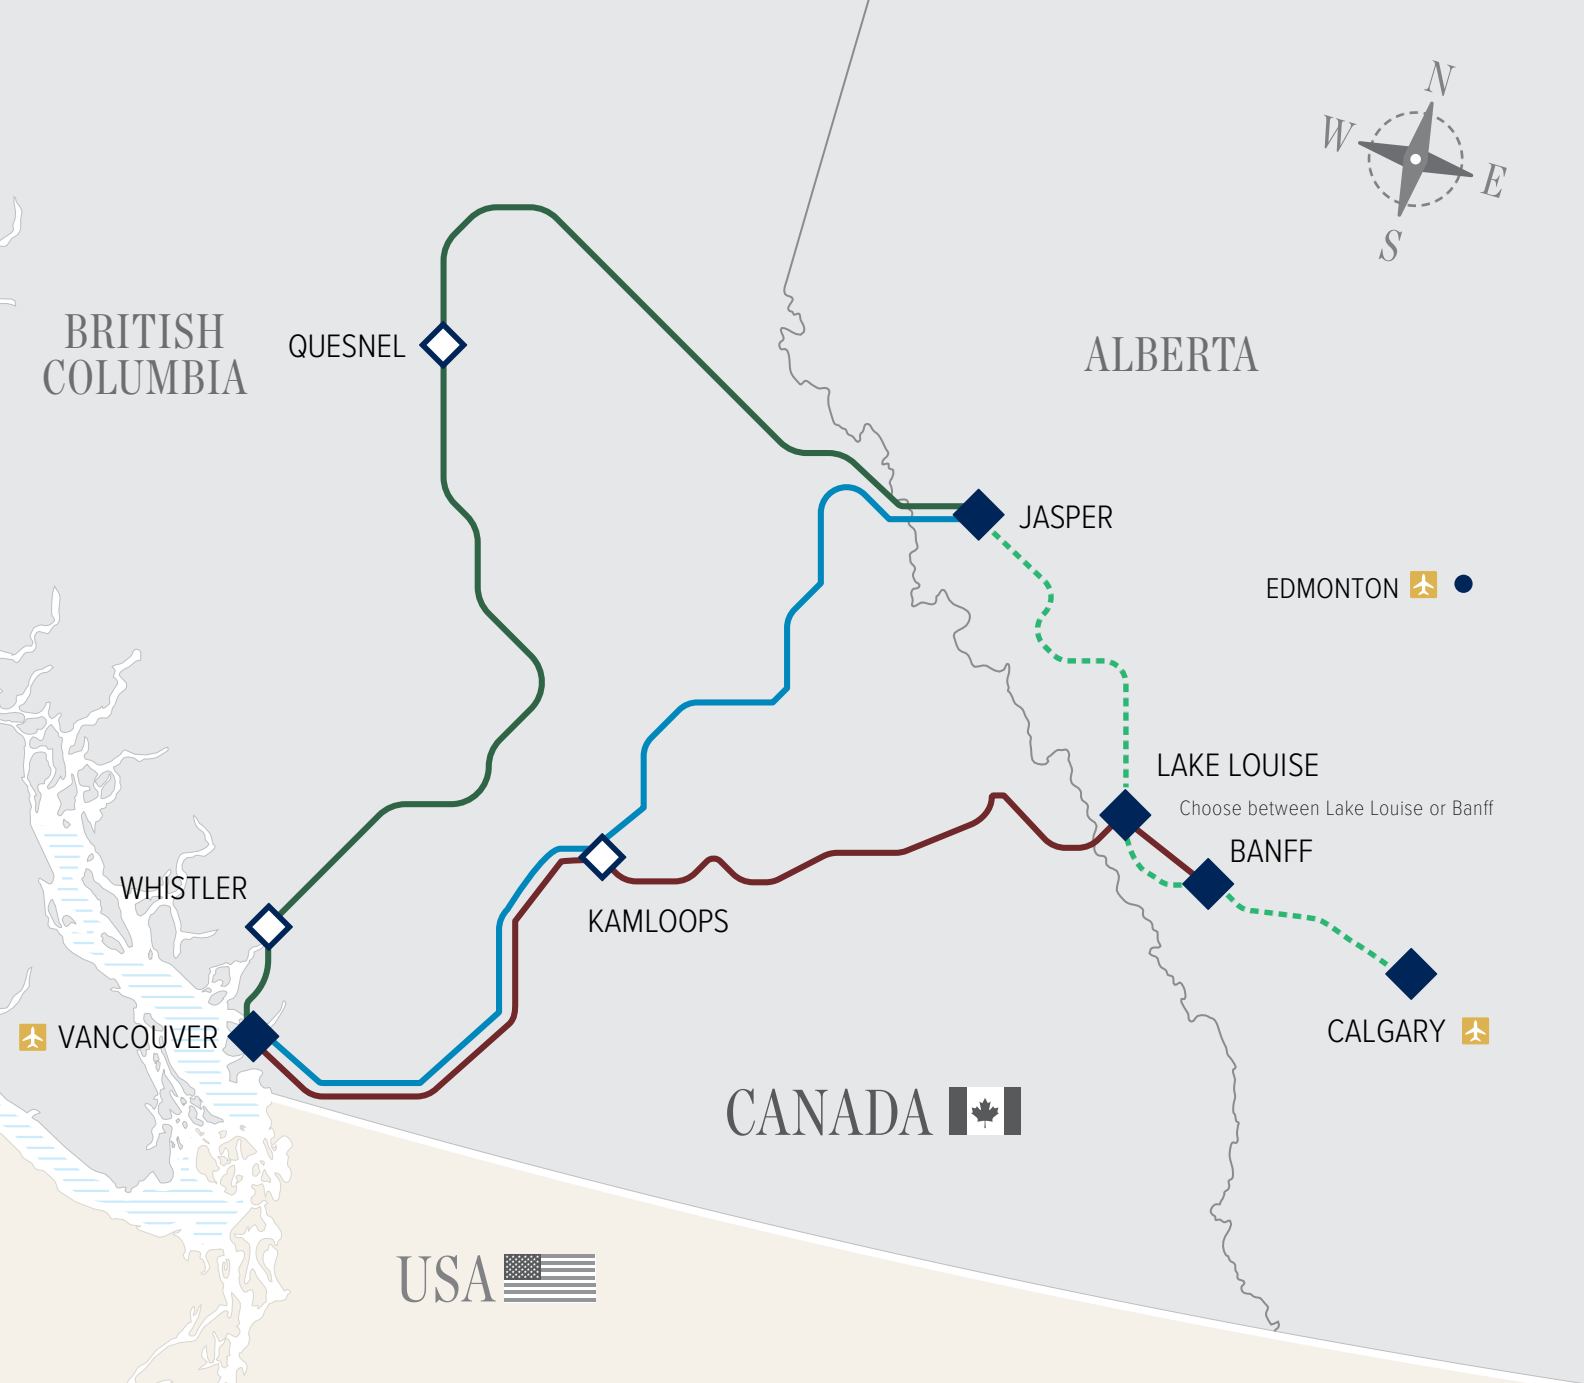 N
W
E
S
BRITISH
COLUMBIA
QUESNEL
ALBERTA
JASPER
EDMONTON
LAKE LOUISE
Choose between Lake Louise or Banff
BANFF
WHISTLER
KAMLOOPS
VANCOUVER
CALGARY
CANADA
USA